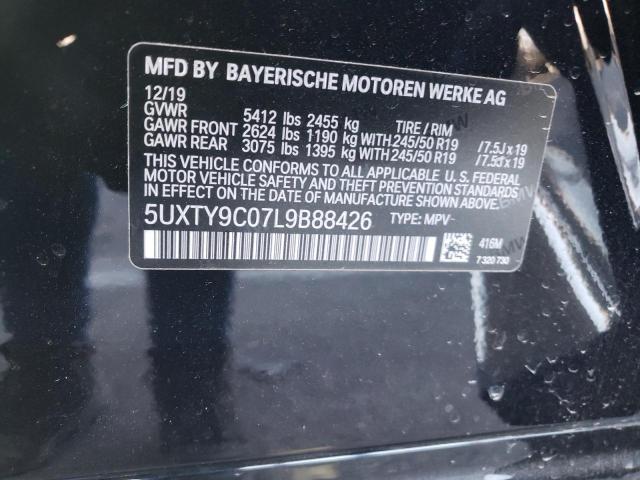 MFD BY BAYERISCHE MOTOREN WERKE AG
12/19
GVWR 5412 lbs 2455 kg TIRE / RIM
GAWR FRONT 2624 lbs 1190 kg WITH 245/50 R19 /7.5J x 19
GAWR REAR 3075 lbs 1395 kg WITH 245/50 R19 /7.5J x 19
THIS VEHICLE CONFORMS TO ALL APPLICABLE U. S. FEDERAL
MOTOR VEHICLE SAFETY, BUMPER, AND THEFT PREVENTION
STANDARDS IN EFFECT ON THE DATE OF MANUFACTURE SHOWN ABOVE.
5UXTY9C07L9B88426 TYPE: MPV-
416M
7 320 730